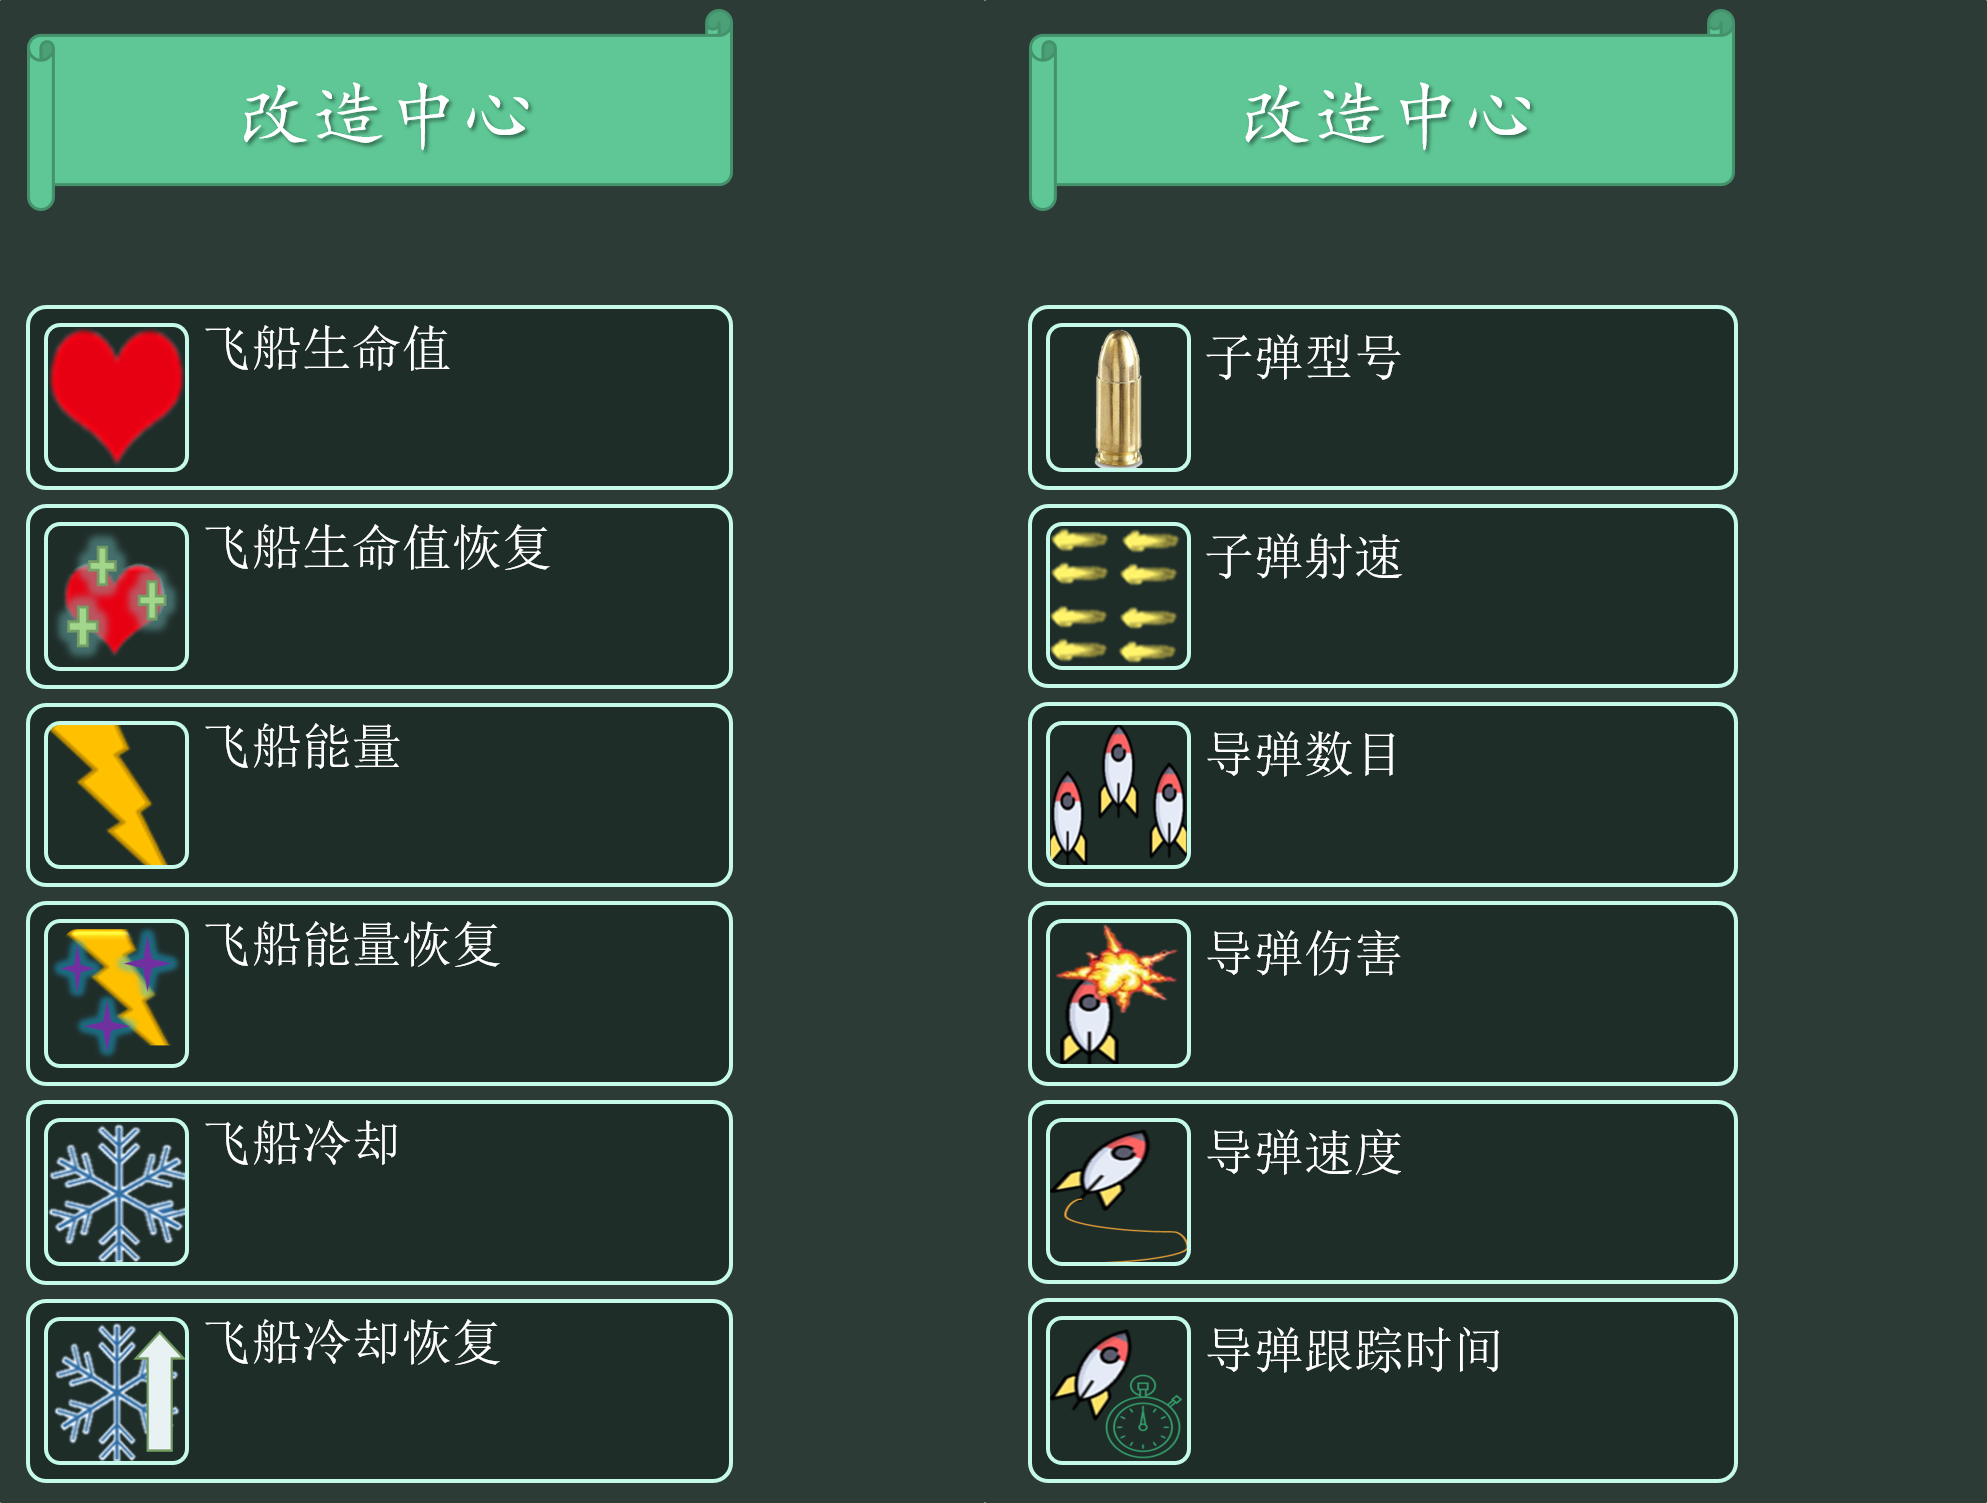 改造中心
飞船生命值
飞船生命值恢复
飞船能量
飞船能量恢复
飞船冷却
飞船冷却恢复
改造中心
子弹型号
子弹射速
导弹数目
导弹伤害
导弹速度
导弹跟踪时间